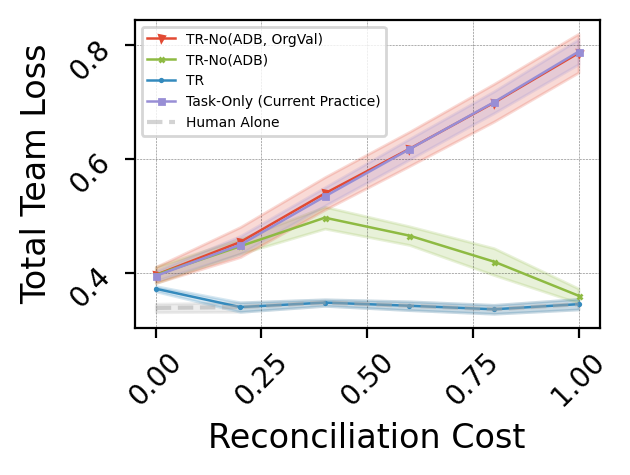 TR-No(ADB, OrgVal)
TR-No(ADB)
TR
Task-Only (Current Practice)
Human Alone
Total Team Loss
0.8
0.6
0.4
0.00
0.25
0.50
0.75
1.00
Reconciliation Cost